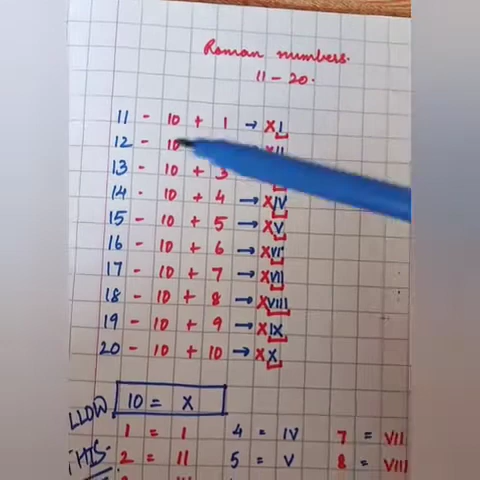 Roman numbers.
11 - 20.
11 - 10 + 1 → XI
12 - 10
13 - 10 + 3
14 - 10 + 4 → XIV
15 - 10 + 5 → XV
16 - 10 + 6 → XVI
17 - 10 + 7 → XVII
18 - 10 + 8 → XVIII
19 - 10 + 9 → XIX
20 - 10 + 10 → XX
10 = X
1 = I 4 = IV 7 = VII
THIS-
2 = II 5 = V 8 = VIII